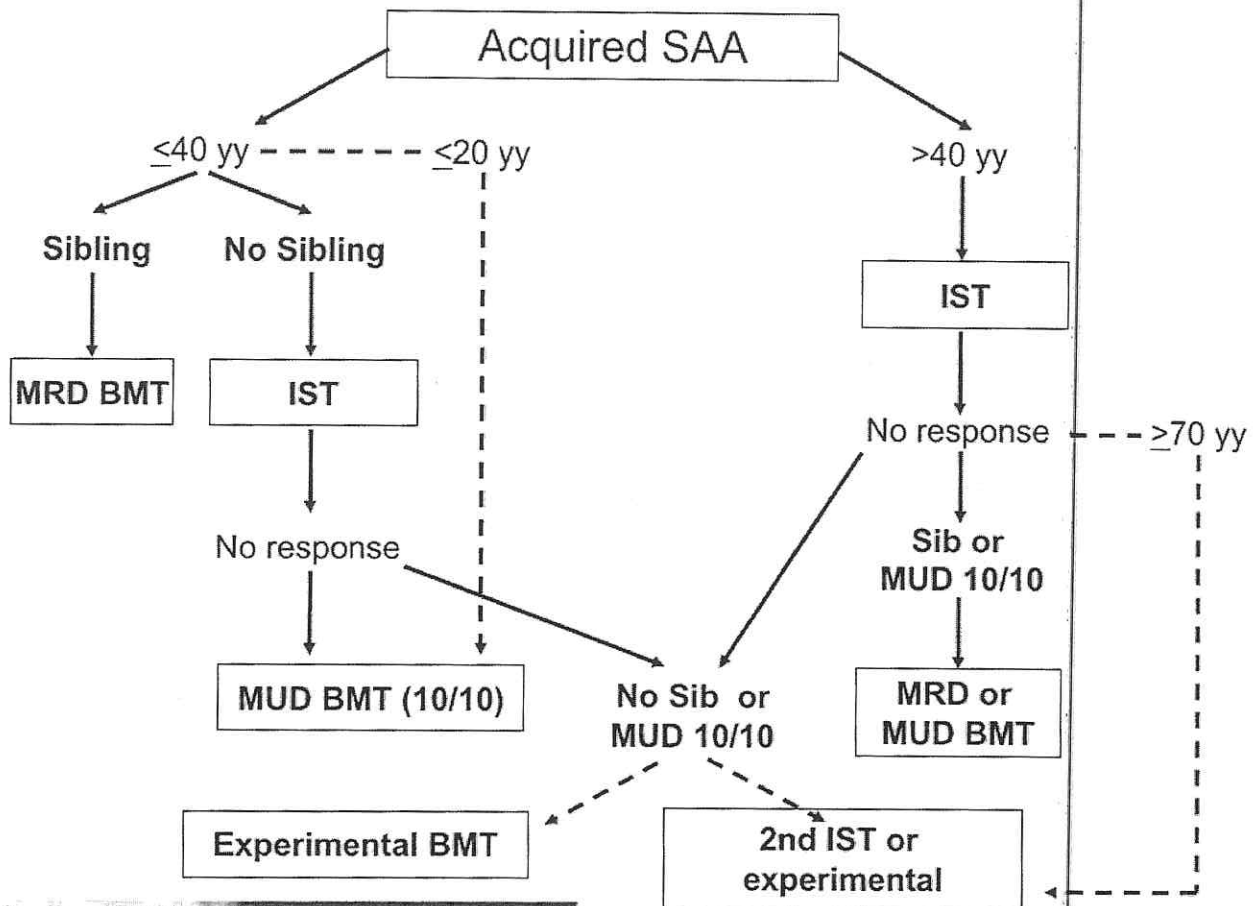 Acquired SAA
≤40 yy
≤20 yy
>40 yy
Sibling
No Sibling
IST
MRD BMT
IST
No response
≥70 yy
No response
Sib or
MUD 10/10
MUD BMT (10/10)
No Sib or
MUD 10/10
MRD or
MUD BMT
Experimental BMT
2nd IST or
experimental